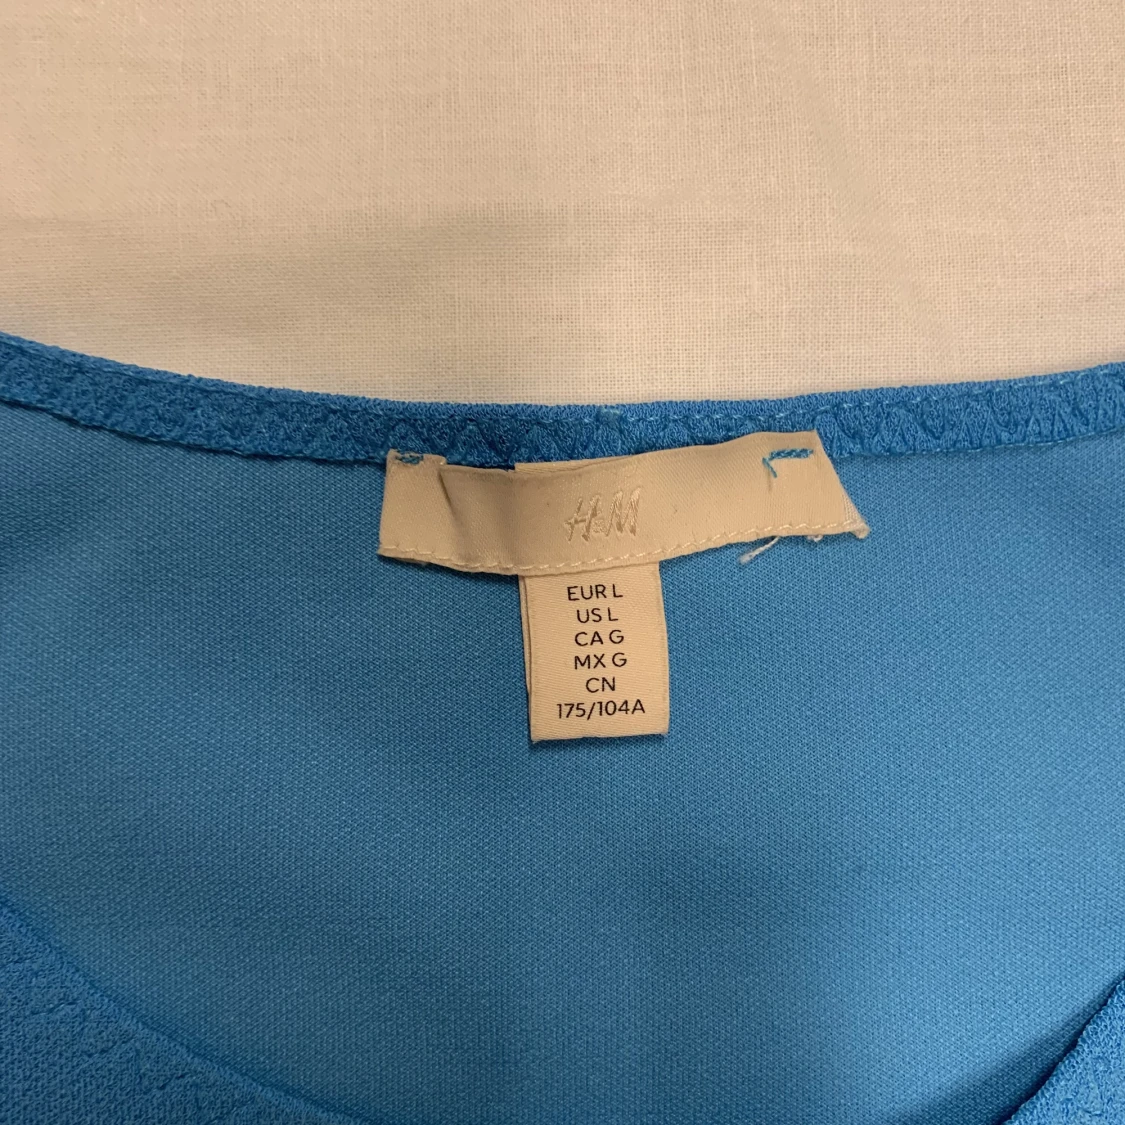 H&M
EUR L
US L
CA G
MX G
CN
175/104A